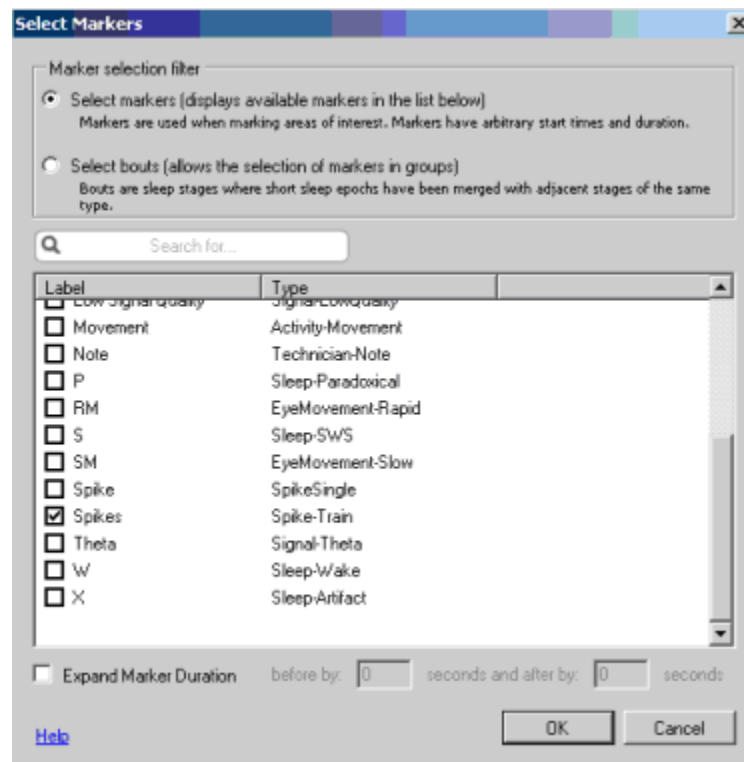 Select Markers
Marker selection filter
Select markers (displays available markers in the list below)
Markers are used when marking areas of interest. Markers have arbitrary start times and duration.
Select bouts (allows the selection of markers in groups)
Bouts are sleep stages where short sleep epochs have been merged with adjacent stages of the same
type.
Search for...
Label Type
Low Signal Quality Signal-LowQuality
Movement Activity-Movement
Note Technician-Note
P Sleep-Paradoxical
RM EyeMovement-Rapid
S Sleep-SWS
SM EyeMovement-Slow
Spike SpikeSingle
Spikes Spike-Train
Theta Signal-Theta
W Sleep-Wake
X Sleep-Artifact
Expand Marker Duration before by: 0 seconds and after by: 0 seconds
Help OK Cancel